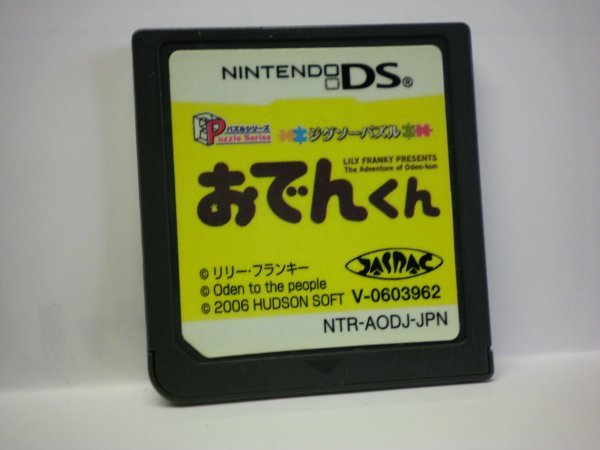 NINTENDO DS®
パズルシリーズ
Puzzle Series
ジグソーパズル
LILY FRANKY PRESENTS
The Adventure of Oden-kun
おでんくん
© リリー・フランキー
© Oden to the people
© 2006 HUDSON SOFT
JASRAC
V-0603962
NTR-AODJ-JPN